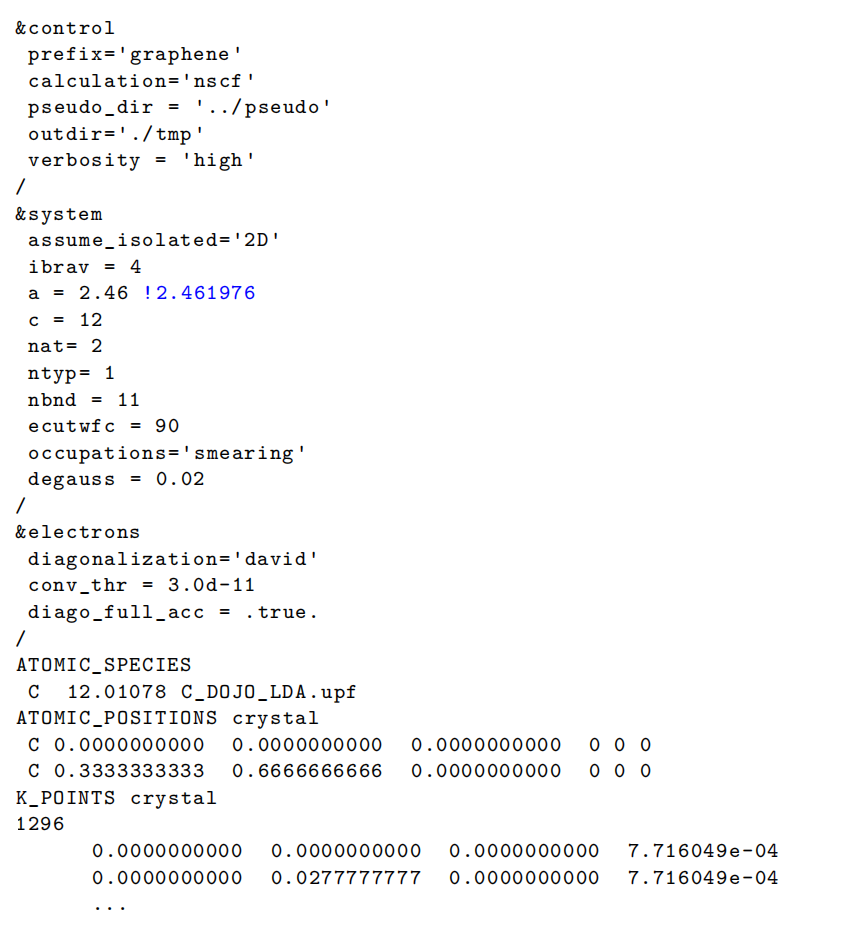 &control
prefix='graphene'
calculation='nscf'
pseudo_dir = '../pseudo'
outdir='./tmp'
verbosity = 'high'
/
&system
assume_isolated='2D'
ibrav = 4
a = 2.46 !2.461976
c = 12
nat= 2
ntyp= 1
nbnd = 11
ecutwfc = 90
occupations='smearing'
degauss = 0.02
/
&electrons
diagonalization='david'
conv_thr = 3.0d-11
diago_full_acc = .true.
/
ATOMIC_SPECIES
C  12.01078 C_DOJO_LDA.upf
ATOMIC_POSITIONS crystal
C 0.0000000000  0.0000000000  0.0000000000  0 0 0
C 0.3333333333  0.6666666666  0.0000000000  0 0 0
K_POINTS crystal
1296
0.0000000000  0.0000000000  0.0000000000  7.716049e-04
0.0000000000  0.0277777777  0.0000000000  7.716049e-04
...